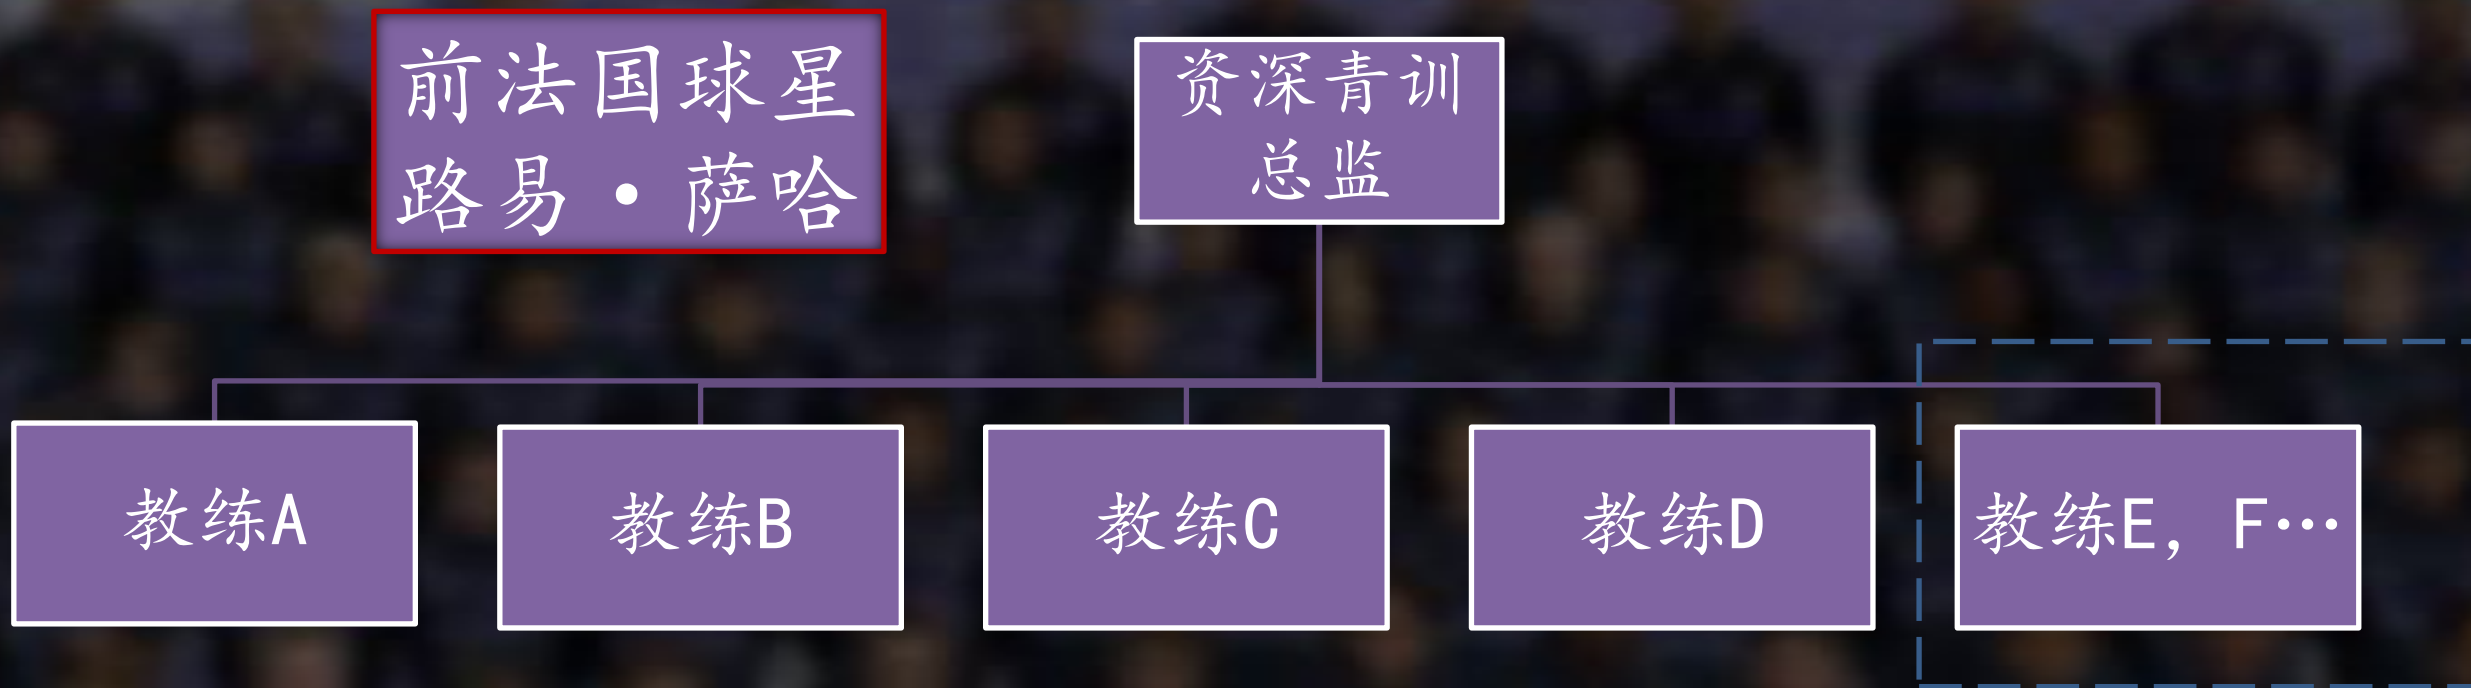 前法国球星
路易·萨哈
资深青训
总监
教练A
教练B
教练C
教练D
教练E，F…